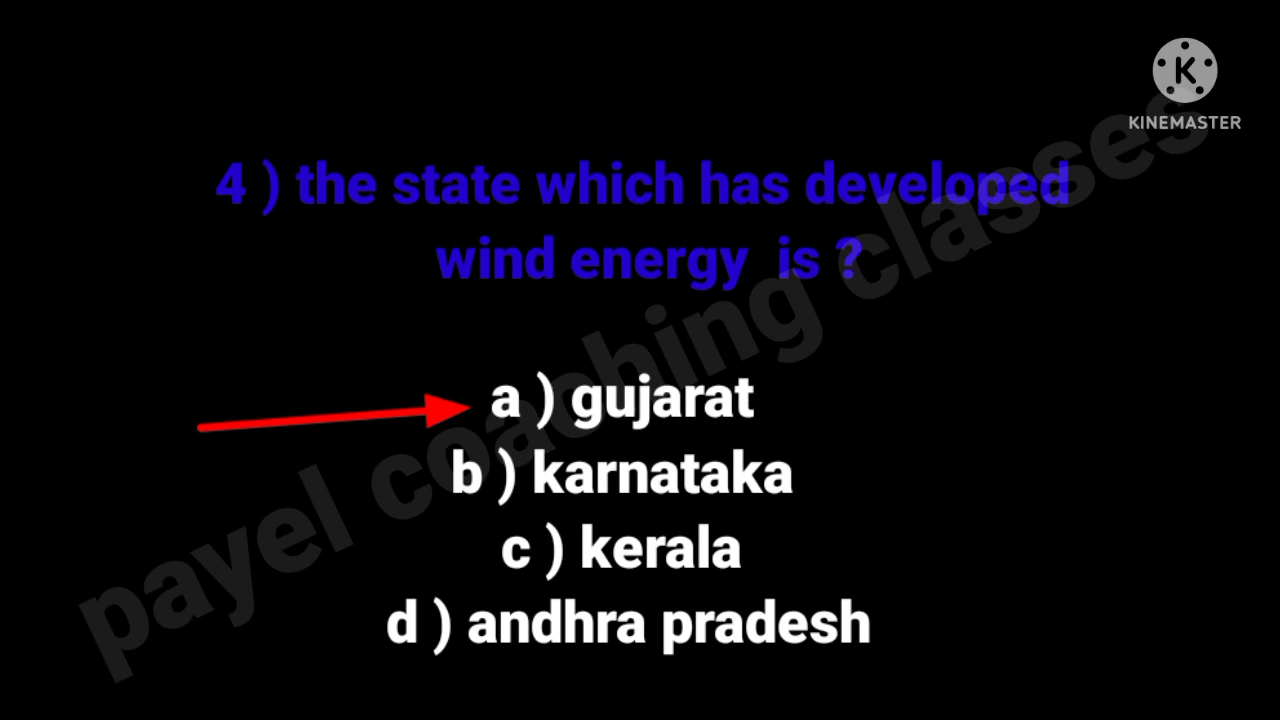 KINEMASTER
4 ) the state which has developed
wind energy is ?
a ) gujarat
b ) karnataka
c ) kerala
d ) andhra pradesh
payel coaching classes